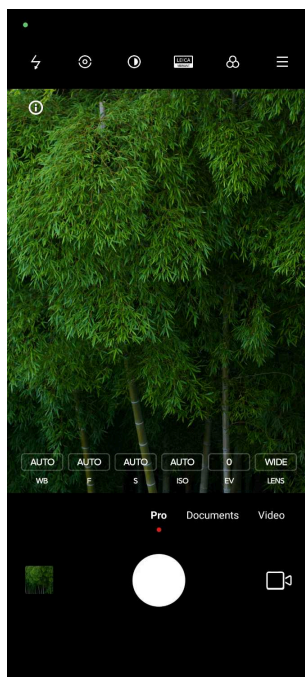 LEICA
AUTO AUTO AUTO AUTO 0 WIDE
WB F S ISO EV LENS
Pro Documents Video